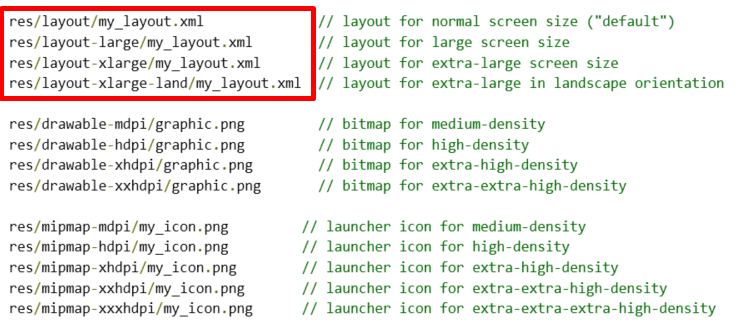 res/layout/my_layout.xml // layout for normal screen size ("default")
res/layout-large/my_layout.xml // layout for large screen size
res/layout-xlarge/my_layout.xml // layout for extra-large screen size
res/layout-xlarge-land/my_layout.xml // layout for extra-large in landscape orientation
res/drawable-mdpi/graphic.png // bitmap for medium-density
res/drawable-hdpi/graphic.png // bitmap for high-density
res/drawable-xhdpi/graphic.png // bitmap for extra-high-density
res/drawable-xxhdpi/graphic.png // bitmap for extra-extra-high-density
res/mipmap-mdpi/my_icon.png // launcher icon for medium-density
res/mipmap-hdpi/my_icon.png // launcher icon for high-density
res/mipmap-xhdpi/my_icon.png // launcher icon for extra-high-density
res/mipmap-xxhdpi/my_icon.png // launcher icon for extra-extra-high-density
res/mipmap-xxxhdpi/my_icon.png // launcher icon for extra-extra-extra-high-density